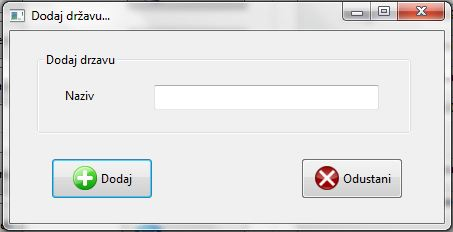 Dodaj državu...
Dodaj drzavu
Naziv
Dodaj
Odustani